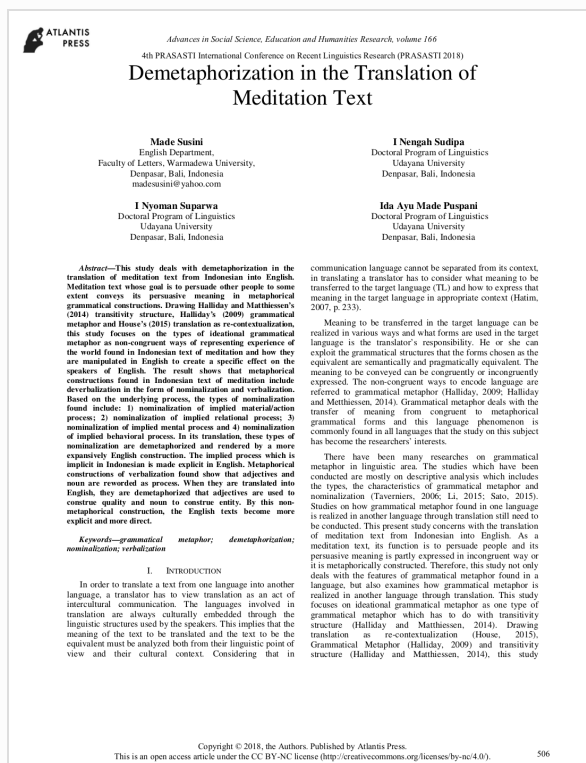 ATLANTIS
PRESS
Advances in Social Science, Education and Humanities Research, volume 166
4th PRASASTI International Conference on Recent Linguistics Research (PRASASTI 2018)
Demetaphorization in the Translation of
Meditation Text
Made Susini
English Department,
Faculty of Letters, Warmadewa University,
Denpasar, Bali, Indonesia
madesusini@yahoo.com
I Nengah Sudipa
Doctoral Program of Linguistics
Udayana University
Denpasar, Bali, Indonesia
I Nyoman Suparwa
Doctoral Program of Linguistics
Udayana University
Denpasar, Bali, Indonesia
Ida Ayu Made Puspani
Doctoral Program of Linguistics
Udayana University
Denpasar, Bali, Indonesia
Abstract—This study deals with demetaphorization in the
translation of meditation text from Indonesian into English.
Meditation text whose goal is to persuade other people to some
extent conveys its persuasive meaning in metaphorical
grammatical constructions. Drawing Halliday and Matthiessen's
(2014) transitivity structure, Halliday's (2009) grammatical
metaphor and House's (2015) translation as re-contextualization,
this study focuses on the types of ideational grammatical
metaphor as non-congruent ways of representing experience of
the world found in Indonesian text of meditation and how they
are manipulated in English to create a specific effect on the
speakers of English. The result shows that metaphorical
constructions found in Indonesian text of meditation include
deverbalization in the form of nominalization and verbalization.
Based on the underlying process, the types of nominalization
found include: 1) nominalization of implied material/action
process; 2) nominalization of implied relational process; 3)
nominalization of implied mental process and 4) nominalization
of implied behavioral process. In its translation, these types of
nominalization are demetaphorized and rendered by a more
expansively English construction. The implied process which is
implicit in Indonesian is made explicit in English. Metaphorical
constructions of verbalization found show that adjectives and
noun are reworded as process. When they are translated into
English, they are demetaphorized that adjectives are used to
construe quality and noun to construe entity. By this non-
metaphorical construction, the English texts become more
explicit and more direct.
Keywords—grammatical metaphor; demetaphorization;
nominalization; verbalization
I. INTRODUCTION
In order to translate a text from one language into another
language, a translator has to view translation as an act of
intercultural communication. The languages involved in
translation are always culturally embedded through the
linguistic structures used by the speakers. This implies that the
meaning of the text to be translated and the text to be the
equivalent must be analyzed both from their linguistic point of
view and their cultural context. Considering that in
communication language cannot be separated from its context,
in translating a translator has to consider what meaning to be
transferred to the target language (TL) and how to express that
meaning in the target language in appropriate context (Hatim,
2007, p. 233).
Meaning to be transferred in the target language can be
realized in various ways and what forms are used in the target
language is the translator's responsibility. He or she can
exploit the grammatical structures that the forms chosen as the
equivalent are semantically and pragmatically equivalent. The
meaning to be conveyed can be congruently or incongruently
expressed. The non-congruent ways to encode language are
referred to grammatical metaphor (Halliday, 2009; Halliday
and Metthiessen, 2014). Grammatical metaphor deals with the
transfer of meaning from congruent to metaphorical
grammatical forms and this language phenomenon is
commonly found in all languages that the study on this subject
has become the researchers' interests.
There have been many researches on grammatical
metaphor in linguistic area. The studies which have been
conducted are mostly on descriptive analysis which includes
the types, the characteristics of grammatical metaphor and
nominalization (Taverniers, 2006; Li, 2015; Sato, 2015).
Studies on how grammatical metaphor found in one language
is realized in another language through translation still need to
be conducted. This present study concerns with the translation
of meditation text from Indonesian into English. As a
meditation text, its function is to persuade people and its
persuasive meaning is partly expressed in incongruent way or
it is metaphorically constructed. Therefore, this study not only
deals with the features of grammatical metaphor found in a
language, but also examines how grammatical metaphor is
realized in another language through translation. This study
focuses on ideational grammatical metaphor as one type of
grammatical metaphor which has to do with transitivity
structure (Halliday and Matthiessen, 2014). Drawing
translation as re-contextualization (House, 2015),
Grammatical Metaphor (Halliday, 2009) and transitivity
structure (Halliday and Matthiessen, 2014), this study
Copyright © 2018, the Authors. Published by Atlantis Press.
This is an open access article under the CC BY-NC license (http://creativecommons.org/licenses/by-nc/4.0/).
506